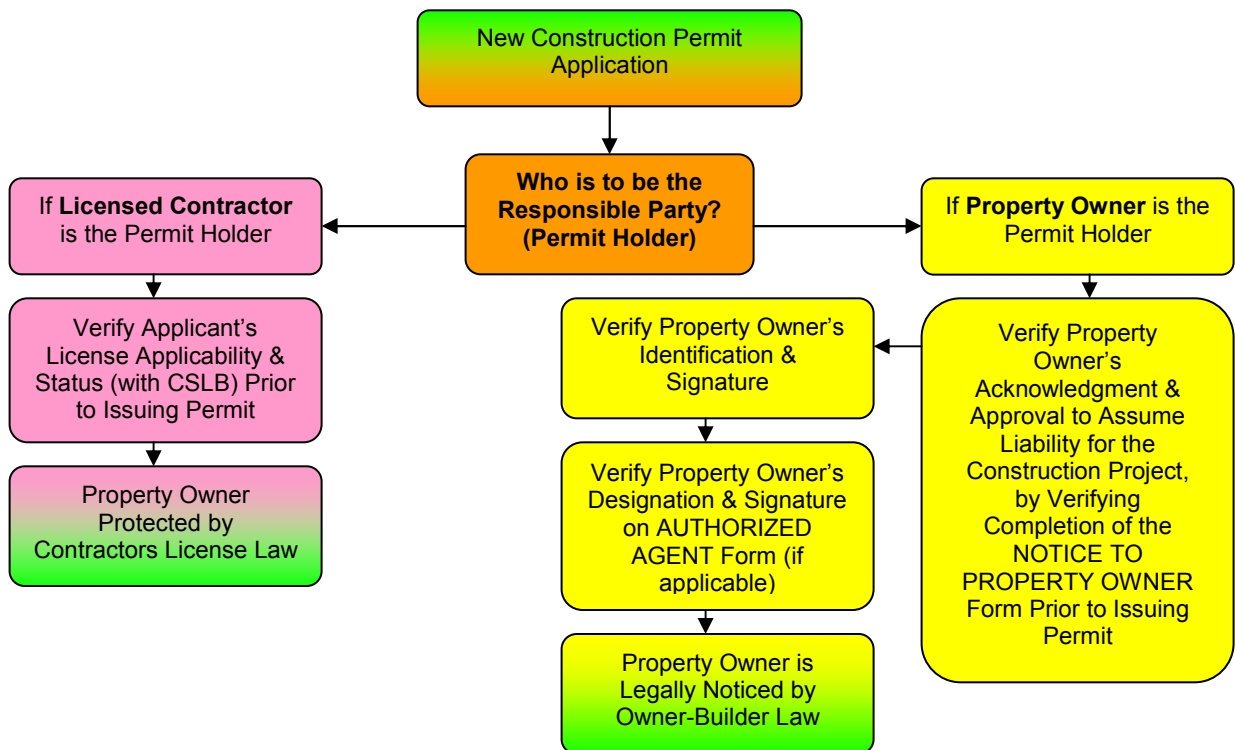 New Construction Permit
Application
Who is to be the
Responsible Party?
(Permit Holder)
If Licensed Contractor
is the Permit Holder
Verify Applicant’s
License Applicability &
Status (with CSLB) Prior
to Issuing Permit
Property Owner
Protected by
Contractors License Law
If Property Owner is the
Permit Holder
Verify Property
Owner’s
Acknowledgment &
Approval to Assume
Liability for the
Construction Project,
by Verifying
Completion of the
NOTICE TO
PROPERTY OWNER
Form Prior to Issuing
Permit
Verify Property Owner’s
Identification &
Signature
Verify Property Owner’s
Designation & Signature
on AUTHORIZED
AGENT Form (if
applicable)
Property Owner is
Legally Noticed by
Owner-Builder Law